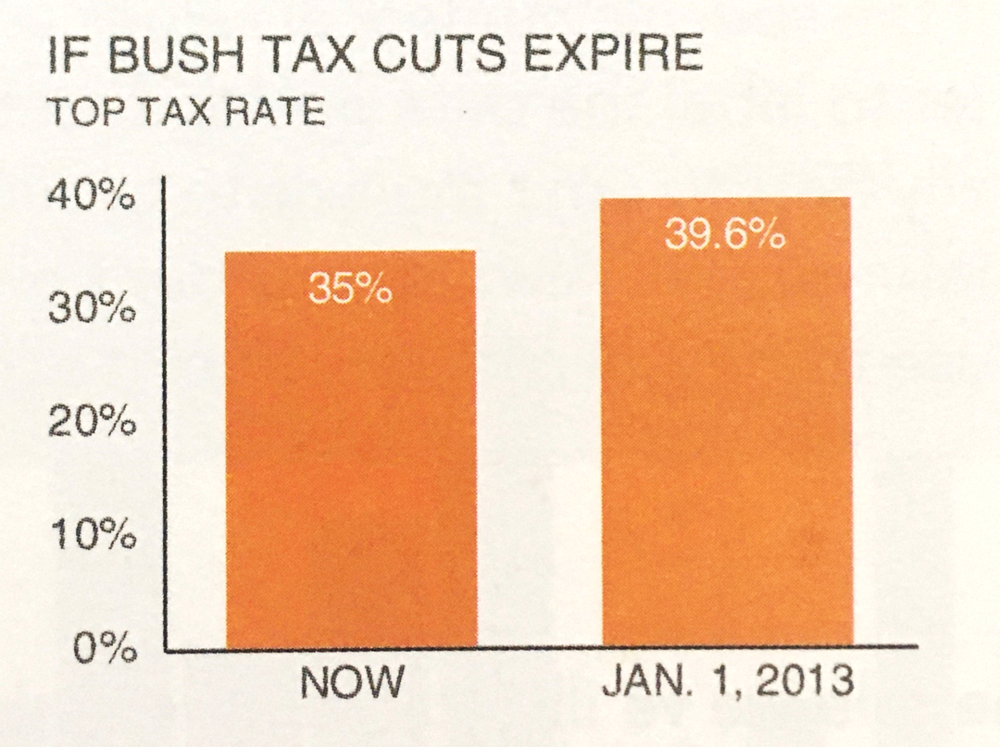 IF BUSH TAX CUTS EXPIRE
TOP TAX RATE
40%
30%
20%
10%
0%
35%
39.6%
NOW
JAN. 1, 2013